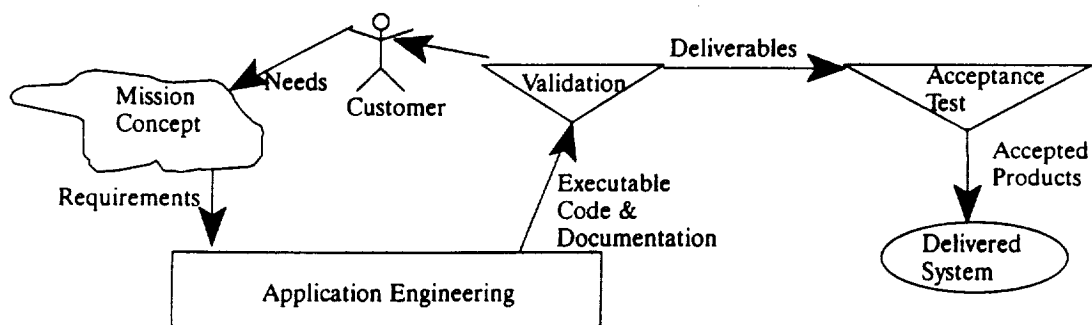 Needs
Mission
Concept
Customer
Validation
Deliverables
Acceptance
Test
Requirements
Executable
Code &
Documentation
Accepted
Products
Application Engineering
Delivered
System